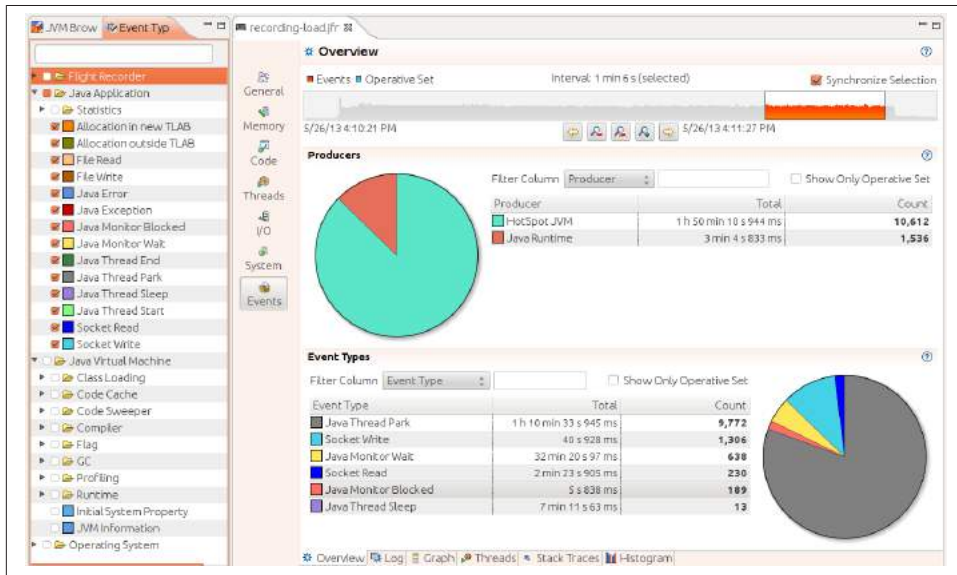 JVM Brow Event Typ
Flight Recorder
Java Application
Statistics
Allocation in new TLAB
Allocation outside TLAB
File Read
File Write
Java Error
Java Exception
Java Monitor Blocked
Java Monitor Wait
Java Thread End
Java Thread Park
Java Thread Sleep
Java Thread Start
Socket Read
Socket Write
Java Virtual Machine
Class Loading
Code Cache
Code Sweeper
Compiler
Flag
GC
Profiling
Runtime
Initial System Property
JVM Information
Operating System
recording-load.jfr
General
Memory
Code
Threads
I/O
System
Events
Overview
Events Operative Set Interval: 1 min 6 s (selected) Synchronize Selection
5/26/13 4:10:21 PM 5/26/13 4:11:27 PM
Producers
Filter Column Producer Show Only Operative Set
Producer Total Count
HotSpot JVM 1 h 50 min 10 s 944 ms 10,612
Java Runtime 3 min 4 s 833 ms 1,536
Event Types
Filter Column Event Type Show Only Operative Set
Event Type Total Count
Java Thread Park 1 h 10 min 33 s 945 ms 9,772
Socket Write 40 s 928 ms 1,306
Java Monitor Wait 32 min 20 s 97 ms 638
Socket Read 2 min 23 s 905 ms 230
Java Monitor Blocked 5 s 838 ms 189
Java Thread Sleep 7 min 11 s 63 ms 13
Overview Log Graph Threads Stack Traces Histogram